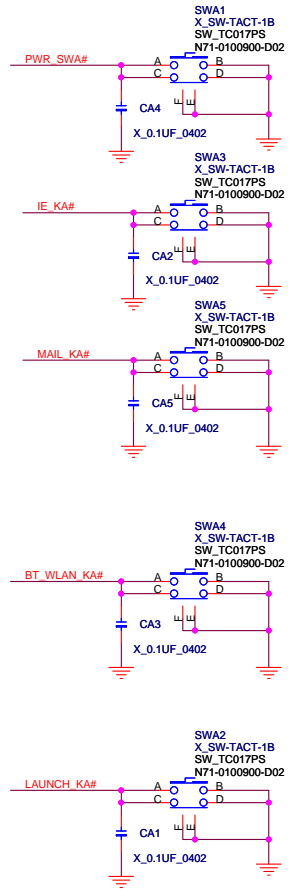 SWA1
X_SW-TACT-1B
SW_TC017PS
N71-0100900-D02
PWR_SWA#
A
B
C
D
F
E
CA4
X_0.1UF_0402
SWA3
X_SW-TACT-1B
SW_TC017PS
N71-0100900-D02
IE_KA#
A
B
C
D
F
E
CA2
X_0.1UF_0402
SWA5
X_SW-TACT-1B
SW_TC017PS
N71-0100900-D02
MAIL_KA#
A
B
C
D
F
E
CA5
X_0.1UF_0402
SWA4
X_SW-TACT-1B
SW_TC017PS
N71-0100900-D02
BT_WLAN_KA#
A
B
C
D
F
E
CA3
X_0.1UF_0402
SWA2
X_SW-TACT-1B
SW_TC017PS
N71-0100900-D02
LAUNCH_KA#
A
B
C
D
F
E
CA1
X_0.1UF_0402